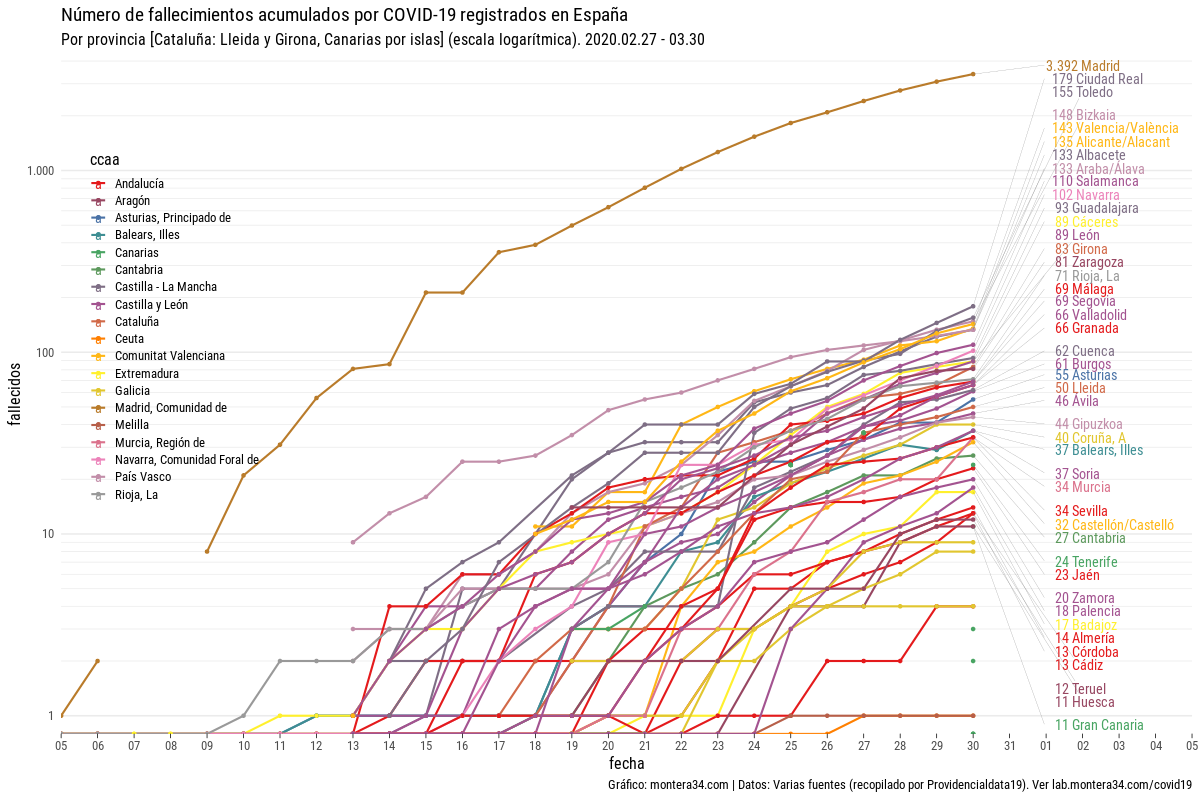 Número de fallecimientos acumulados por COVID-19 registrados en España
Por provincia [Cataluña: Lleida y Girona, Canarias por islas] (escala logarítmica). 2020.02.27 - 03.30
fallecidos
1.000
100
10
1
ccaa
Andalucía
Aragón
Asturias, Principado de
Balears, Illes
Canarias
Cantabria
Castilla - La Mancha
Castilla y León
Cataluña
Ceuta
Comunitat Valenciana
Extremadura
Galicia
Madrid, Comunidad de
Melilla
Murcia, Región de
Navarra, Comunidad Foral de
País Vasco
Rioja, La
3.392 Madrid
179 Ciudad Real
155 Toledo
148 Bizkaia
143 Valencia/València
135 Alicante/Alacant
133 Albacete
133 Araba/Álava
110 Salamanca
102 Navarra
93 Guadalajara
89 Cáceres
89 León
83 Girona
81 Zaragoza
71 Rioja, La
69 Málaga
69 Segovia
66 Valladolid
66 Granada
62 Cuenca
61 Burgos
55 Asturias
50 Lleida
46 Ávila
44 Gipuzkoa
40 Coruña, A
37 Balears, Illes
37 Soria
34 Murcia
34 Sevilla
32 Castellón/Castelló
27 Cantabria
24 Tenerife
23 Jaén
20 Zamora
18 Palencia
17 Badajoz
14 Almería
13 Córdoba
13 Cádiz
12 Teruel
11 Huesca
11 Gran Canaria
05 06 07 08 09 10 11 12 13 14 15 16 17 18 19 20 21 22 23 24 25 26 27 28 29 30 31 01 02 03 04 05
fecha
Gráfico: montera34.com | Datos: Varias fuentes (recopilado por Providencialdata19). Ver lab.montera34.com/covid19